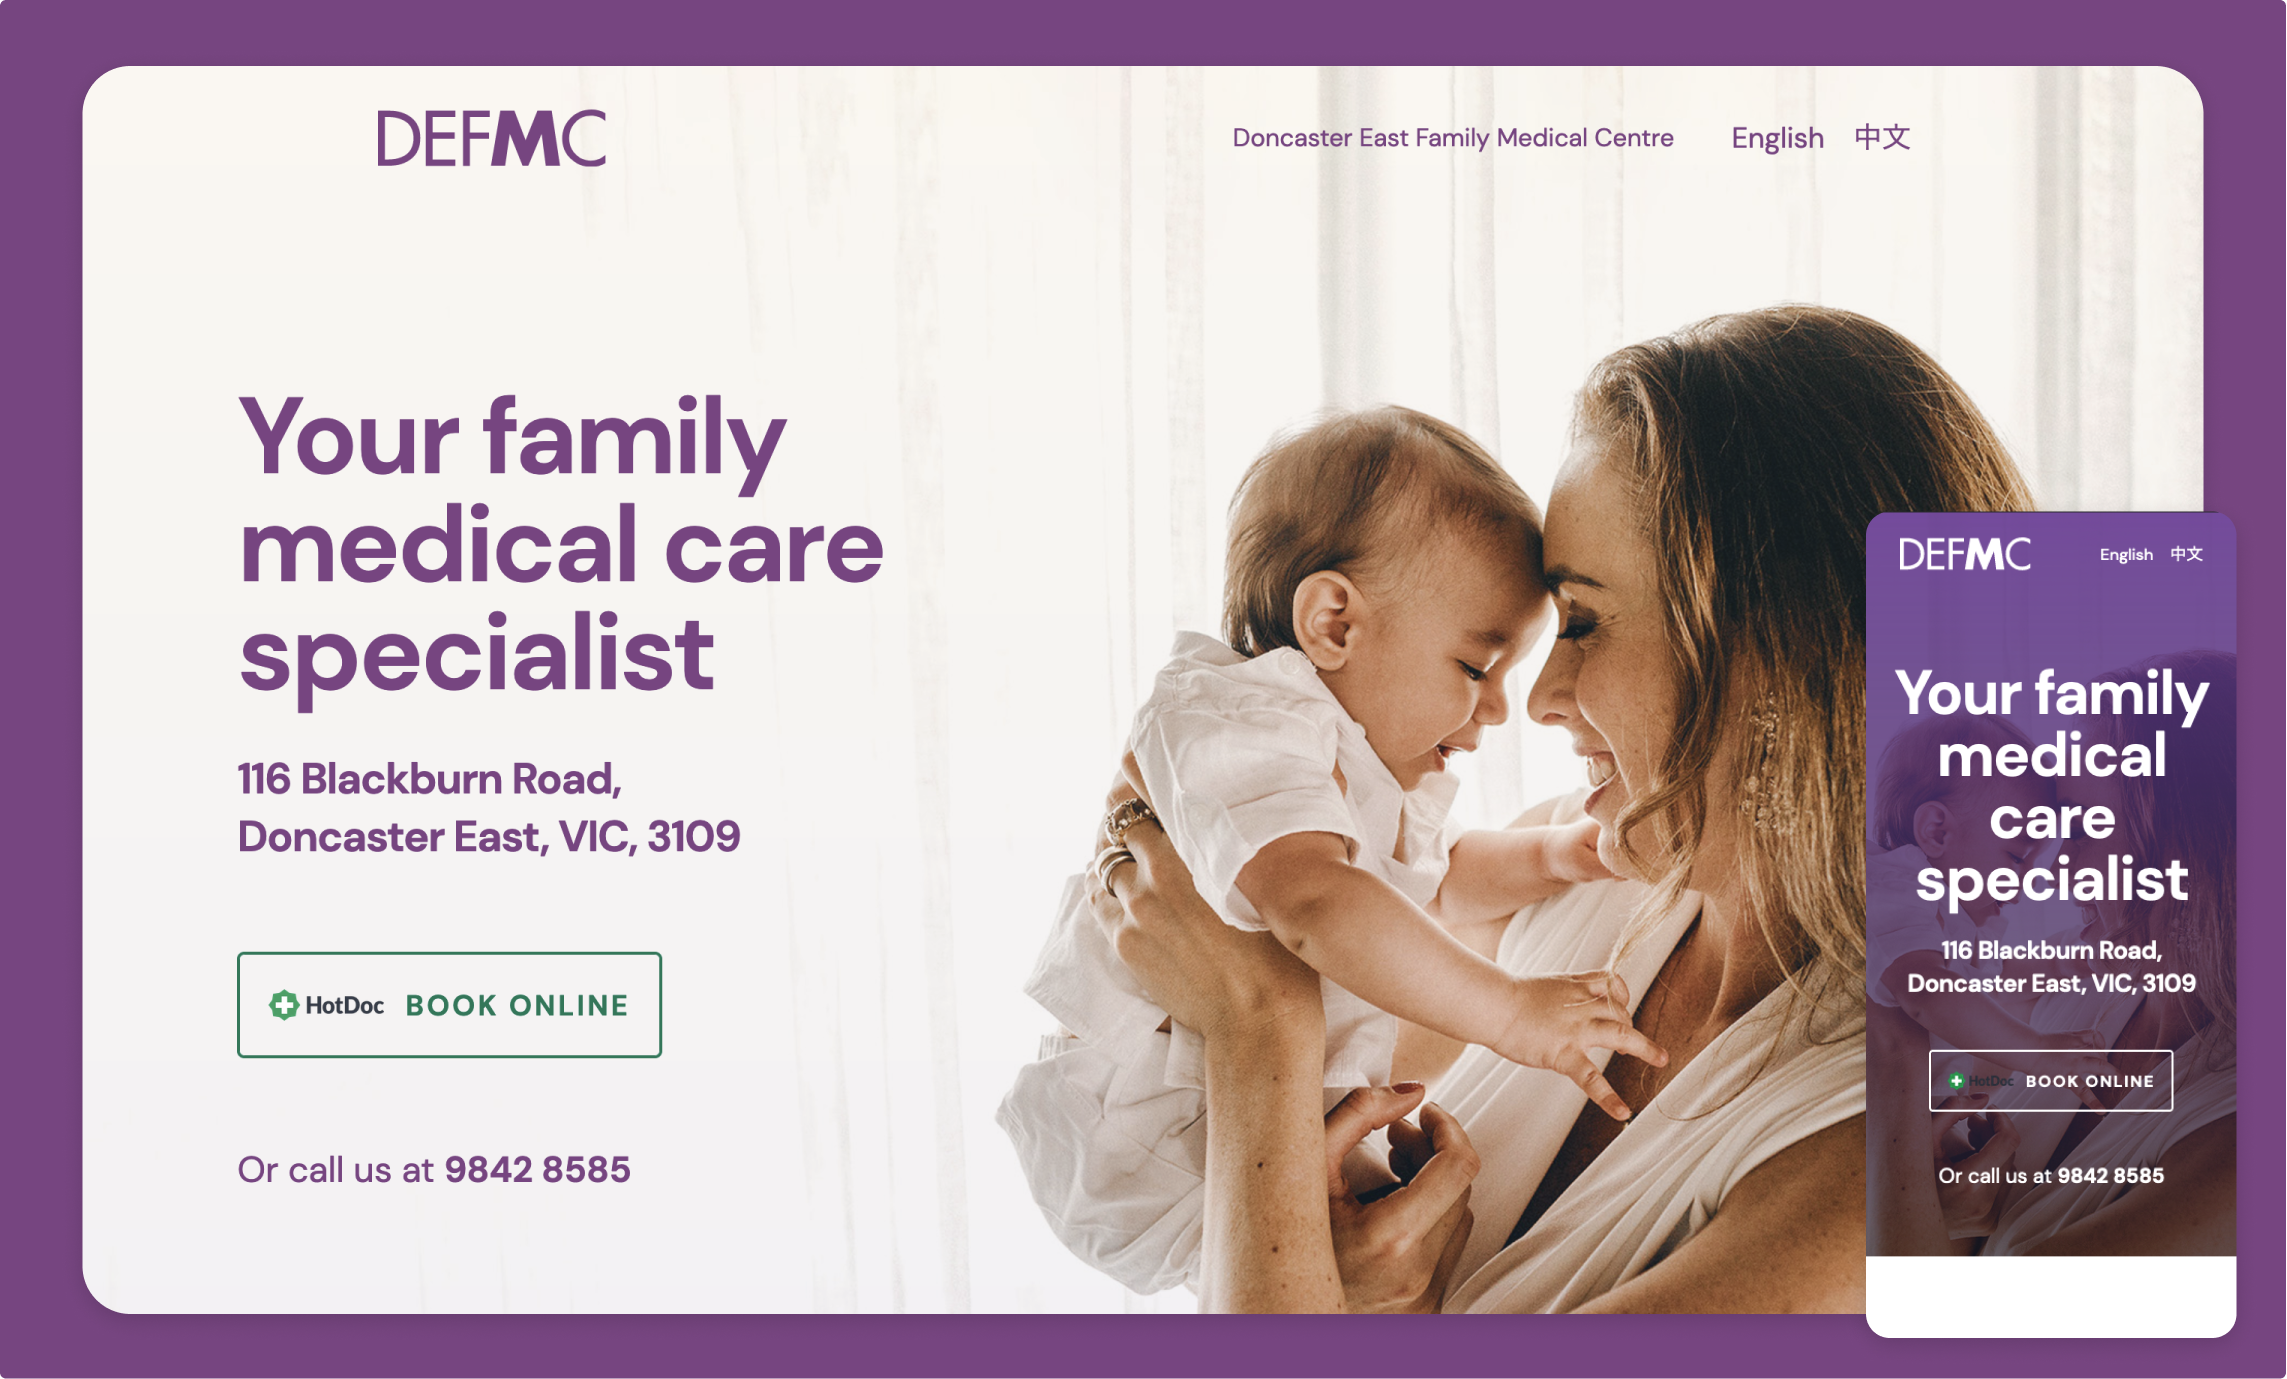 DEFMC
Doncaster East Family Medical Centre English 中文
Your family
medical care
specialist
116 Blackburn Road,
Doncaster East, VIC, 3109
HotDoc BOOK ONLINE
Or call us at 9842 8585
DEFMC
English 中文
Your family
medical
care
specialist
116 Blackburn Road,
Doncaster East, VIC, 3109
HotDoc BOOK ONLINE
Or call us at 9842 8585